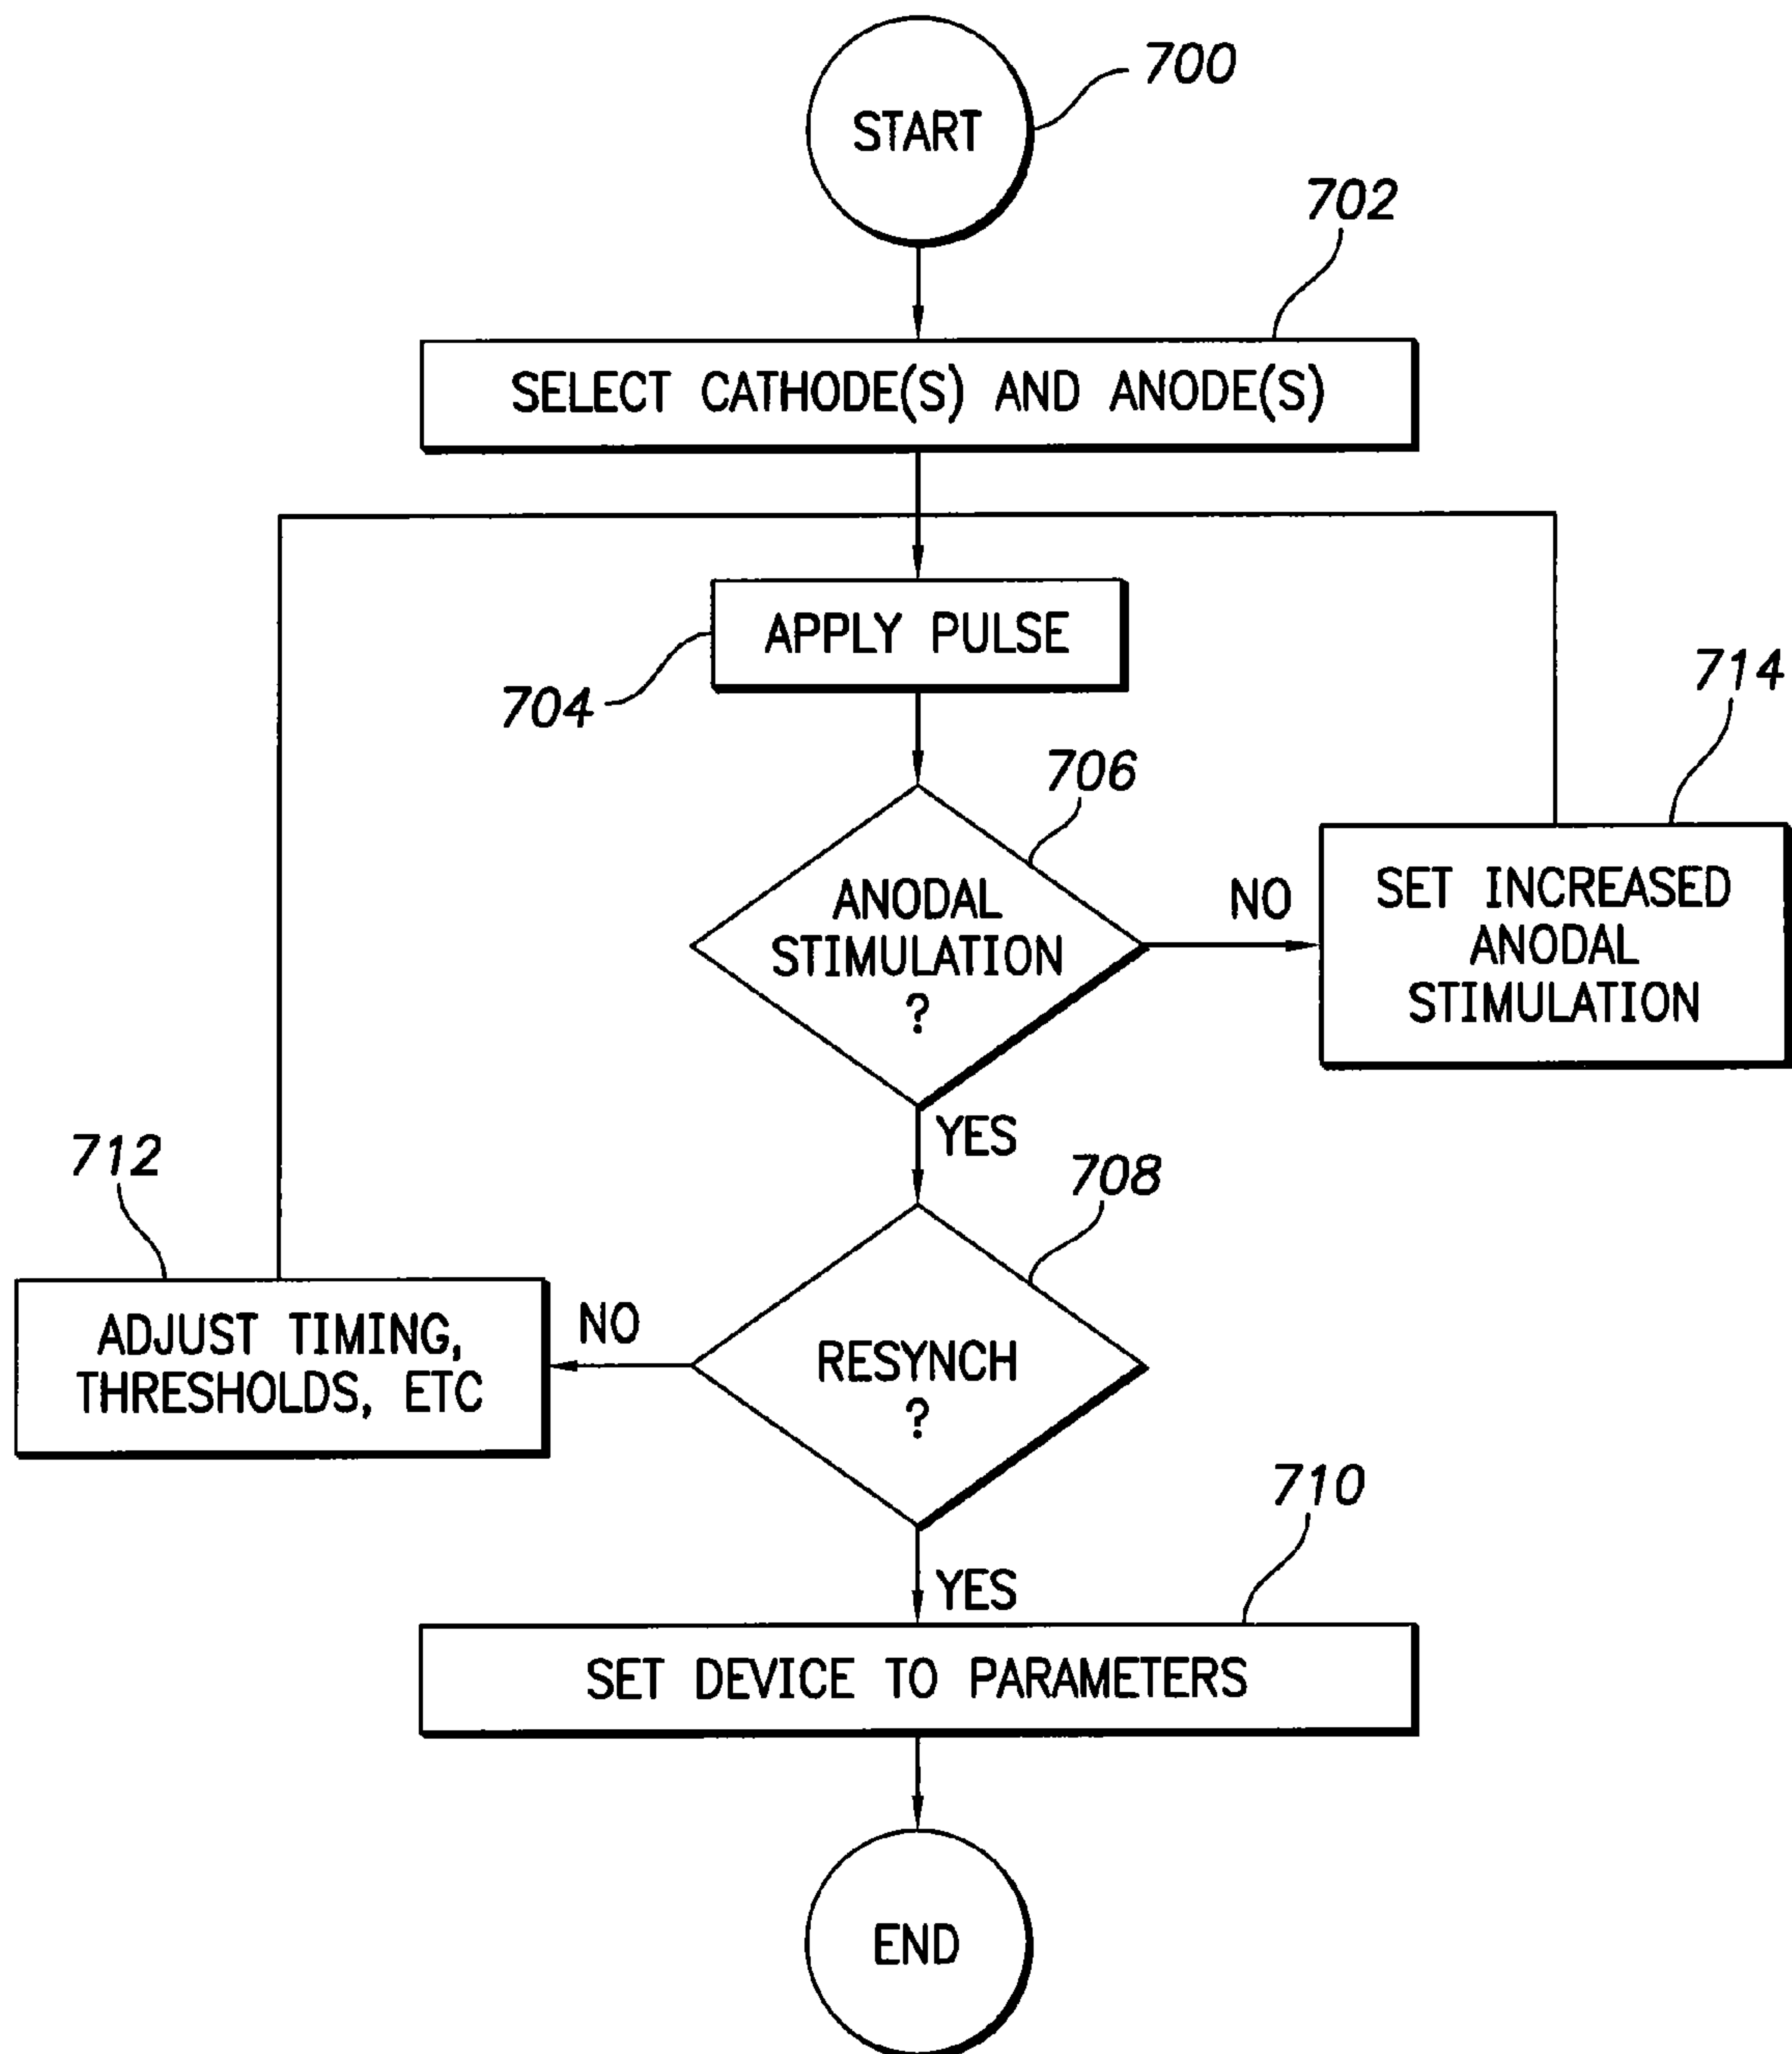 START
700
702
SELECT CATHODE(S) AND ANODE(S)
APPLY PULSE
704
706
714
ANODAL
STIMULATION
?
NO
SET INCREASED
ANODAL
STIMULATION
YES
712
708
ADJUST TIMING,
THRESHOLDS, ETC
NO
RESYNCH
?
710
YES
SET DEVICE TO PARAMETERS
END